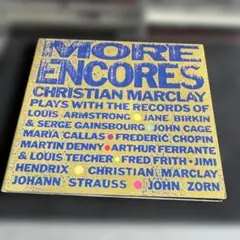 MORE
ENCORES
CHRISTIAN MARCLAY
PLAYS WITH THE RECORDS OF
LOUIS ARMSTRONG • JANE BIRKIN
& SERGE GAINSBOURG • JOHN CAGE
MARIA CALLAS • FREDERIC CHOPIN
MARTIN DENNY • ARTHUR FERRANTE
& LOUIS TEICHER • FRED FRITH • JIMI
HENDRIX • CHRISTIAN MARCLAY
JOHANN STRAUSS • JOHN ZORN